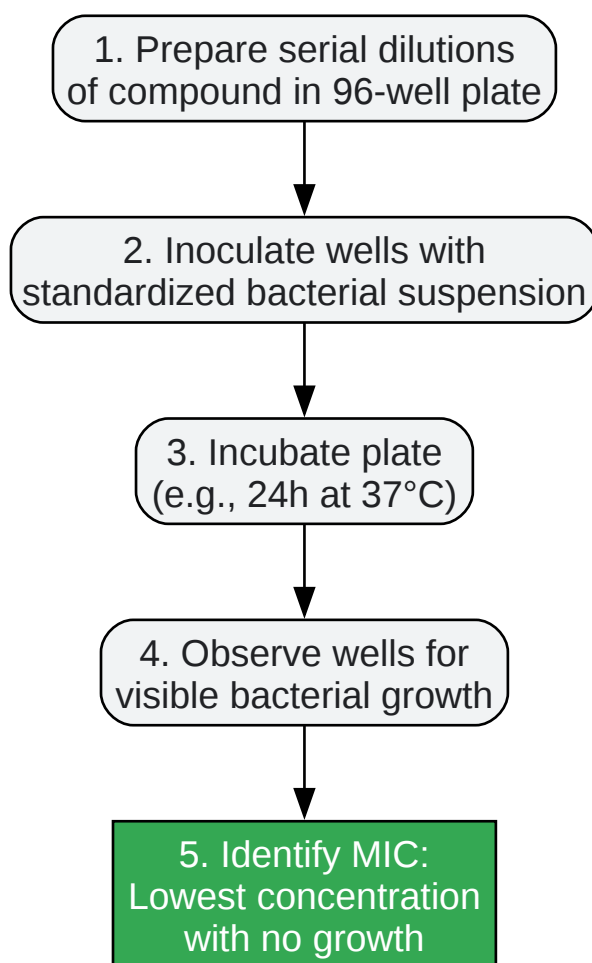 1. Prepare serial dilutions
of compound in 96-well plate
2. Inoculate wells with
standardized bacterial suspension
3. Incubate plate
(e.g., 24h at 37°C)
4. Observe wells for
visible bacterial growth
5. Identify MIC:
Lowest concentration
with no growth